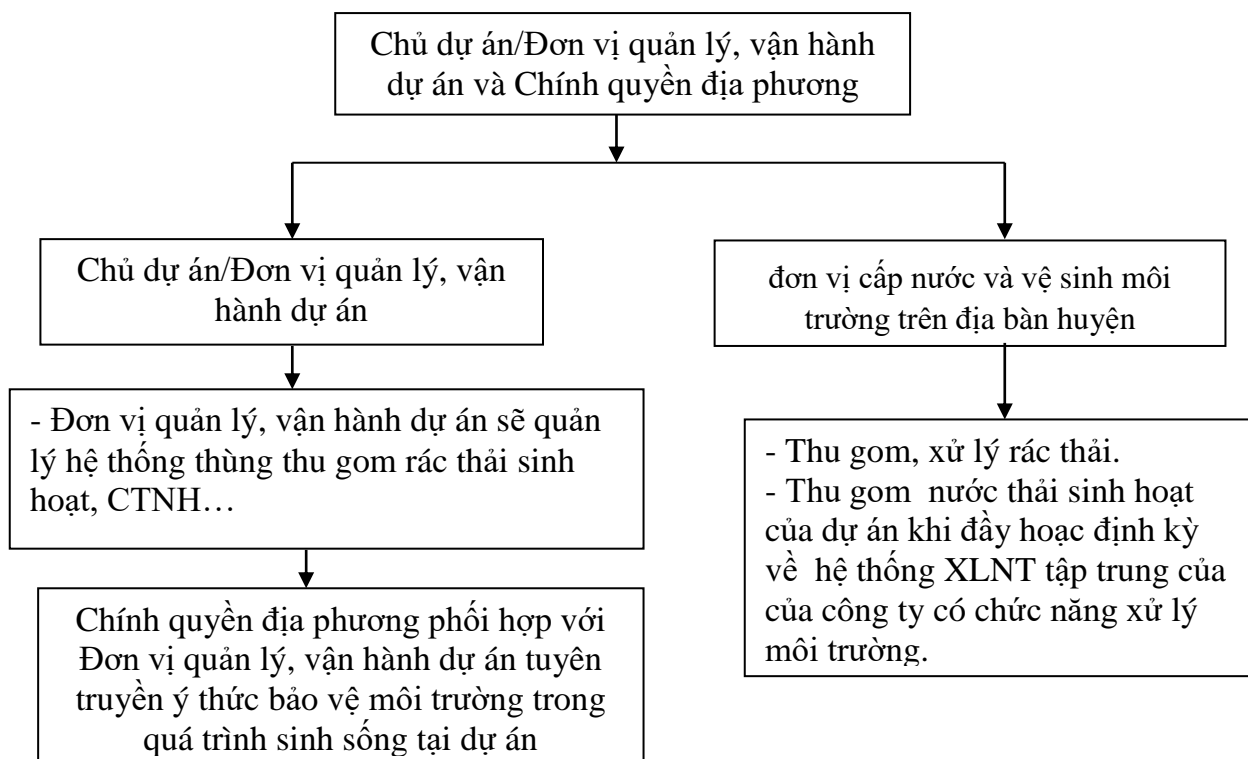 Chủ dự án/Đơn vị quản lý, vận hành
dự án và Chính quyền địa phương
Chủ dự án/Đơn vị quản lý, vận
hành dự án
đơn vị cấp nước và vệ sinh môi
trường trên địa bàn huyện
- Đơn vị quản lý, vận hành dự án sẽ quản
lý hệ thống thùng thu gom rác thải sinh
hoạt, CTNH…
- Thu gom, xử lý rác thải.
- Thu gom  nước thải sinh hoạt
của dự án khi đầy hoạc định kỳ
về  hệ thống XLNT tập trung của
của công ty có chức năng xử lý
môi trường.
Chính quyền địa phương phối hợp với
Đơn vị quản lý, vận hành dự án tuyên
truyền ý thức bảo vệ môi trường trong
quá trình sinh sống tại dự án